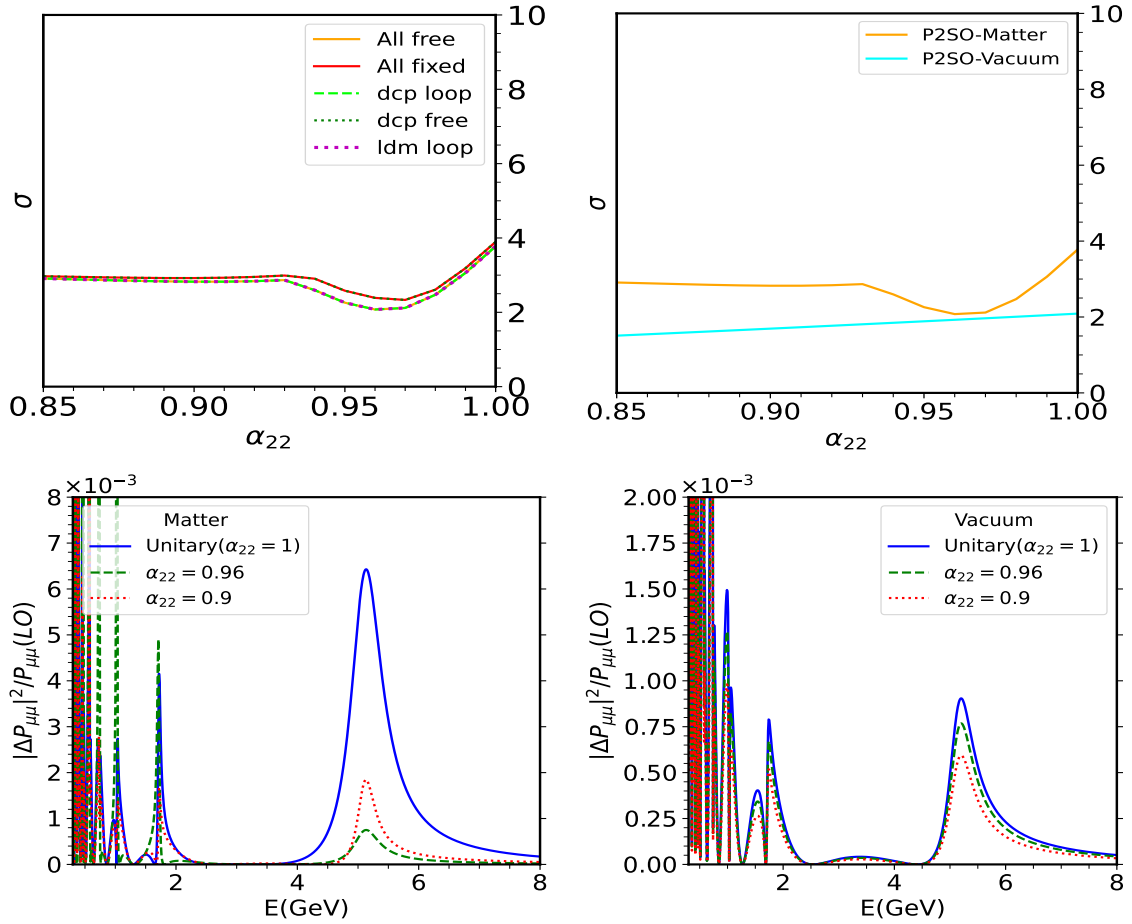 All free
All fixed
dcp loop
dcp free
ldm loop
σ
0 2 4 6 8 10
0.85 0.90 0.95 1.00
α₂₂
P2SO-Matter
P2SO-Vacuum
σ
0 2 4 6 8 10
0.85 0.90 0.95 1.00
α₂₂
×10⁻³
Matter
Unitary(α₂₂ = 1)
α₂₂ = 0.96
α₂₂ = 0.9
|ΔPμμ|²/Pμμ(LO)
0 1 2 3 4 5 6 7 8
2 4 6 8
E(GeV)
×10⁻³
Vacuum
Unitary(α₂₂ = 1)
α₂₂ = 0.96
α₂₂ = 0.9
|ΔPμμ|²/Pμμ(LO)
0.00 0.25 0.50 0.75 1.00 1.25 1.50 1.75 2.00
2 4 6 8
E(GeV)